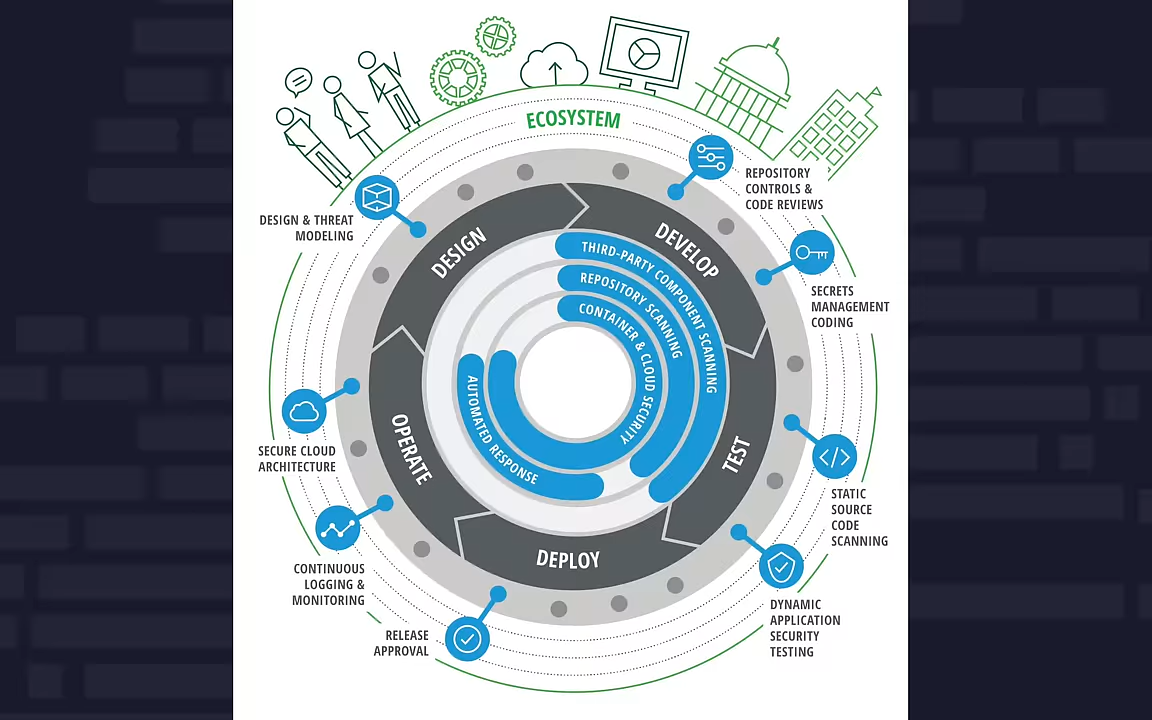 ECOSYSTEM
REPOSITORY
CONTROLS &
CODE REVIEWS
DESIGN & THREAT
MODELING
DESIGN
DEVELOP
THIRD-PARTY COMPONENT SCANNING
REPOSITORY SCANNING
CONTAINER & CLOUD SECURITY
SECRETS
MANAGEMENT
CODING
AUTOMATED RESPONSE
OPERATE
TEST
SECURE CLOUD
ARCHITECTURE
STATIC
SOURCE
CODE
SCANNING
DEPLOY
CONTINUOUS
LOGGING &
MONITORING
DYNAMIC
APPLICATION
SECURITY
TESTING
RELEASE
APPROVAL